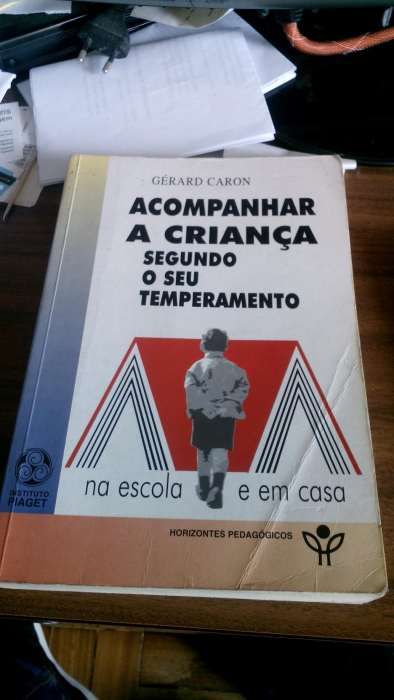 GÉRARD CARON
ACOMPANHAR
A CRIANÇA
SEGUNDO
O SEU
TEMPERAMENTO
na escola e em casa
INSTITUTO
PIAGET
HORIZONTES PEDAGÓGICOS